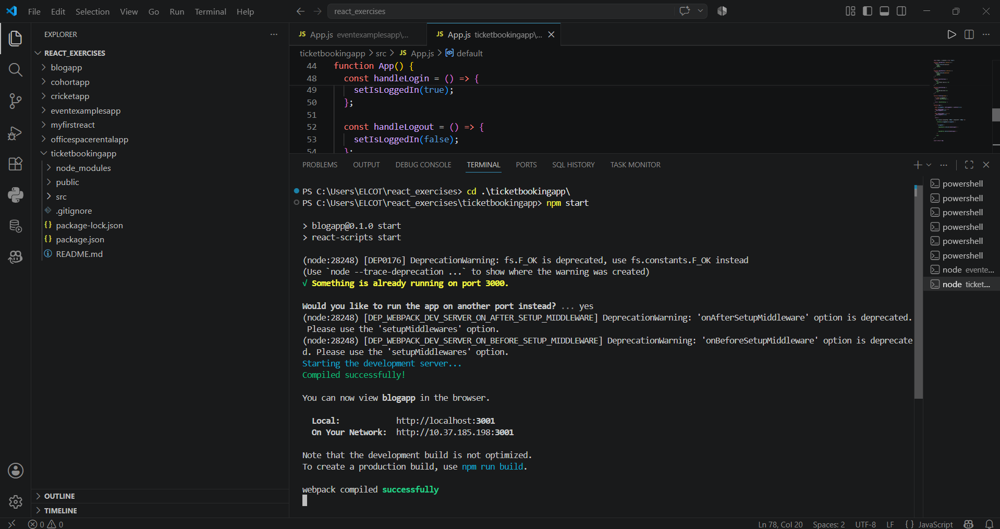 File Edit Selection View Go Run Terminal Help
react_exercises
EXPLORER
REACT_EXERCISES
blogapp
cohortapp
cricketapp
eventexamplesapp
myfirstreact
officespacerentalapp
ticketbookingapp
node_modules
public
src
.gitignore
{} package-lock.json
{} package.json
README.md
OUTLINE
TIMELINE
JS App.js eventexamplesapp\...
JS App.js ticketbookingapp\...
ticketbookingapp > src > JS App.js > default
44 function App() {
48 const handleLogin = () => {
49 setIsLoggedIn(true);
50 };
51
52 const handleLogout = () => {
53 setIsLoggedIn(false);
54 };
PROBLEMS OUTPUT DEBUG CONSOLE TERMINAL PORTS SQL HISTORY TASK MONITOR
PS C:\Users\ELCOT\react_exercises> cd .\ticketbookingapp\
PS C:\Users\ELCOT\react_exercises\ticketbookingapp> npm start
> blogapp@0.1.0 start
> react-scripts start
(node:28248) [DEP0176] DeprecationWarning: fs.F_OK is deprecated, use fs.constants.F_OK instead
(Use `node --trace-deprecation ...` to show where the warning was created)
√ Something is already running on port 3000.
Would you like to run the app on another port instead? ... yes
(node:28248) [DEP_WEBPACK_DEV_SERVER_ON_AFTER_SETUP_MIDDLEWARE] DeprecationWarning: 'onAfterSetupMiddleware' option is deprecated.
Please use the 'setupMiddlewares' option.
(node:28248) [DEP_WEBPACK_DEV_SERVER_ON_BEFORE_SETUP_MIDDLEWARE] DeprecationWarning: 'onBeforeSetupMiddleware' option is deprecate
d. Please use the 'setupMiddlewares' option.
Starting the development server...
Compiled successfully!
You can now view blogapp in the browser.
Local: http://localhost:3001
On Your Network: http://10.37.185.198:3001
Note that the development build is not optimized.
To create a production build, use npm run build.
webpack compiled successfully
powershell
powershell
powershell
powershell
powershell
powershell
node evente...
node ticket...
0 0
Ln 78, Col 20 Spaces: 2 UTF-8 LF {} JavaScript